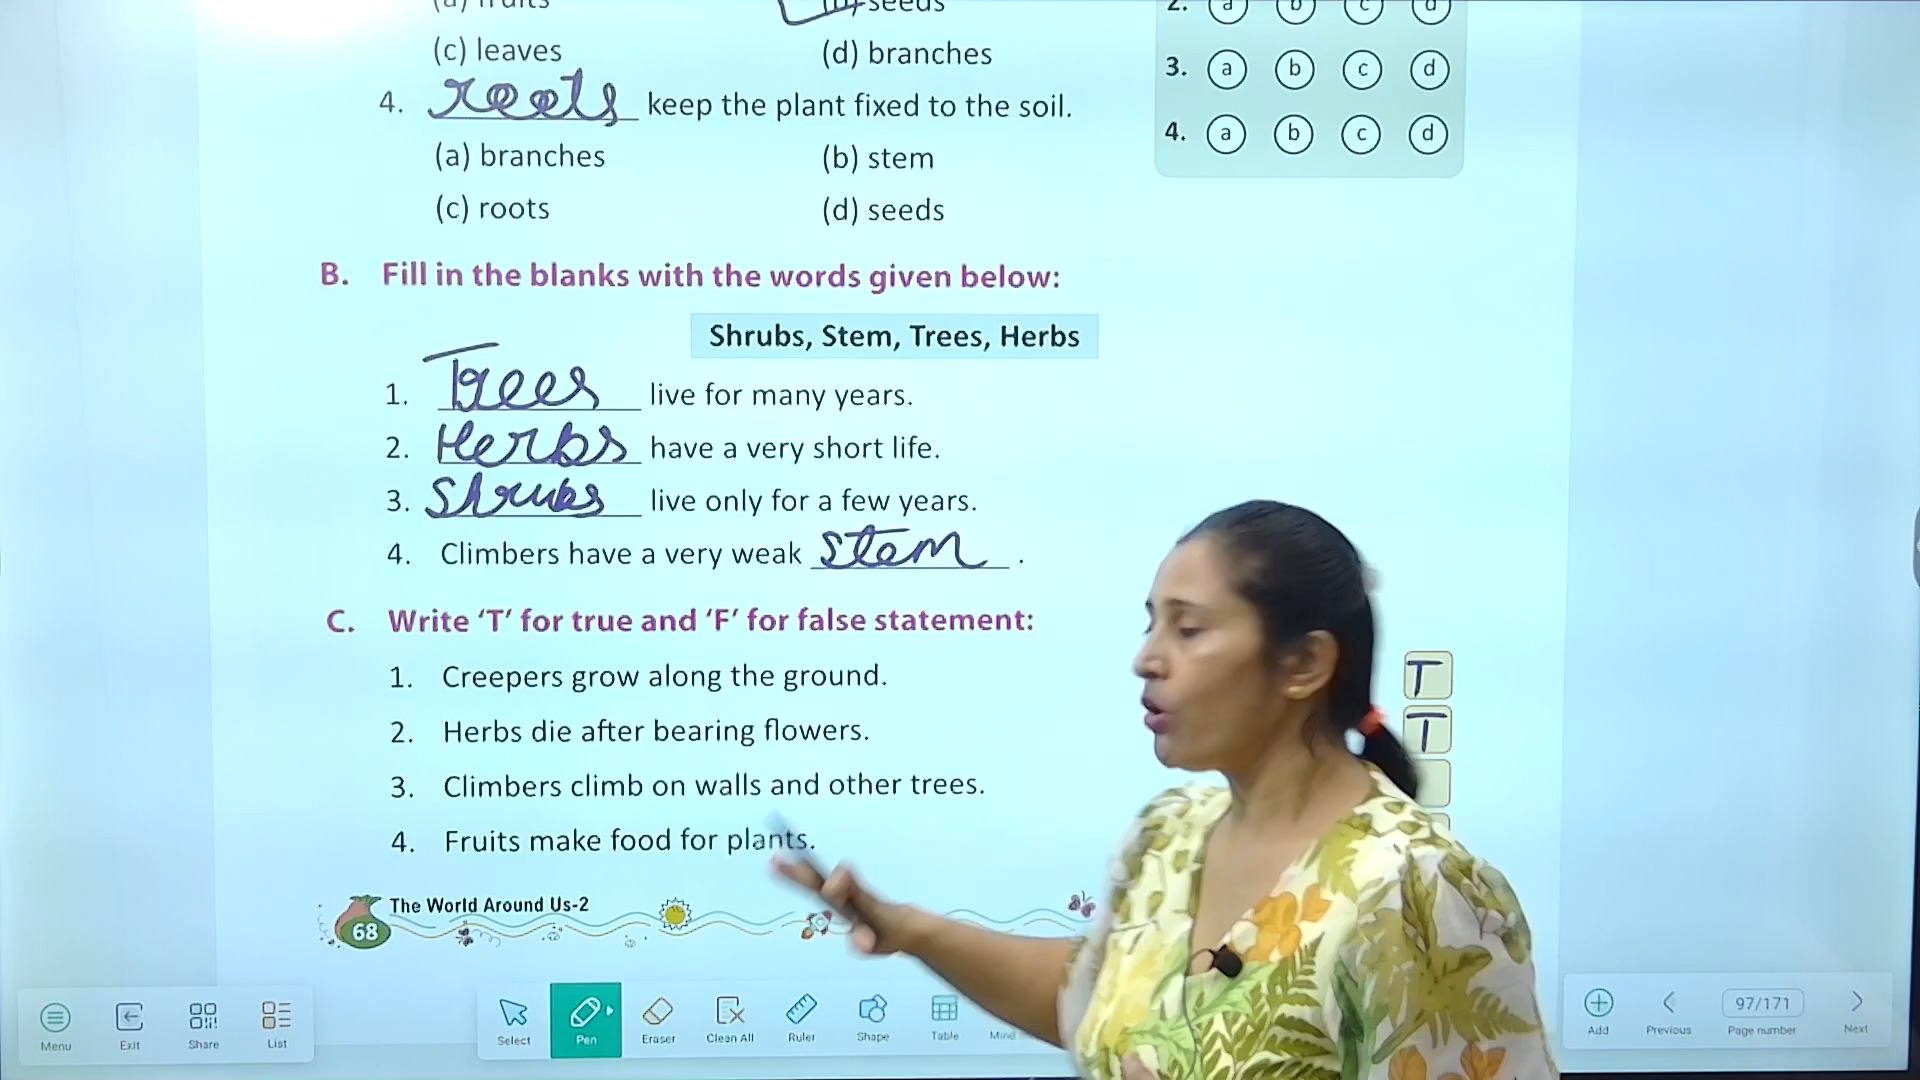 (a) fruits (b) seeds
(c) leaves (d) branches
4. roots keep the plant fixed to the soil.
(a) branches (b) stem
(c) roots (d) seeds
2. a b c d
3. a b c d
4. a b c d
B. Fill in the blanks with the words given below:
Shrubs, Stem, Trees, Herbs
1. Trees live for many years.
2. Herbs have a very short life.
3. Shrubs live only for a few years.
4. Climbers have a very weak stem .
C. Write ‘T’ for true and ‘F’ for false statement:
1. Creepers grow along the ground. T
2. Herbs die after bearing flowers. T
3. Climbers climb on walls and other trees.
4. Fruits make food for plants.
The World Around Us-2
68
Menu Exit Share List Select Pen Eraser Clean All Ruler Shape Table Mind
Add Previous 97/171 Page number Next